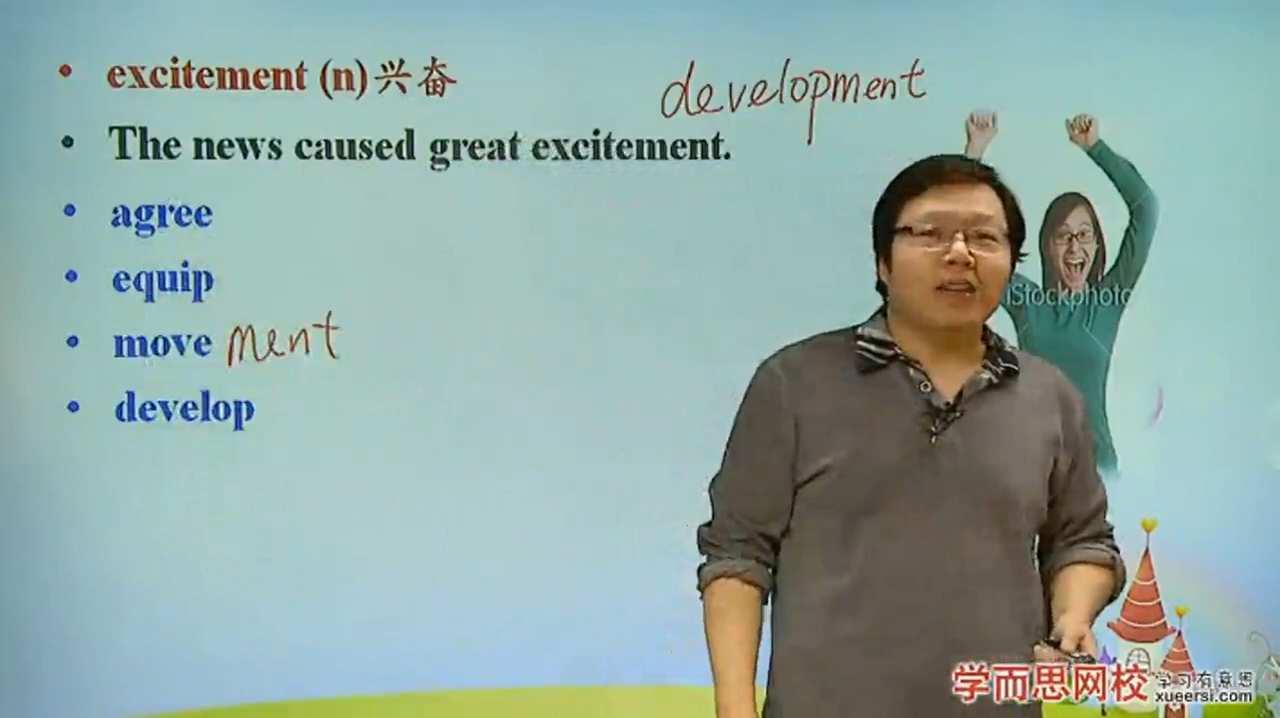 excitement (n)兴奋
development
The news caused great excitement.
agree
equip
move ment
develop
iStockphoto
学而思网校
学习有意思
xueersi.com